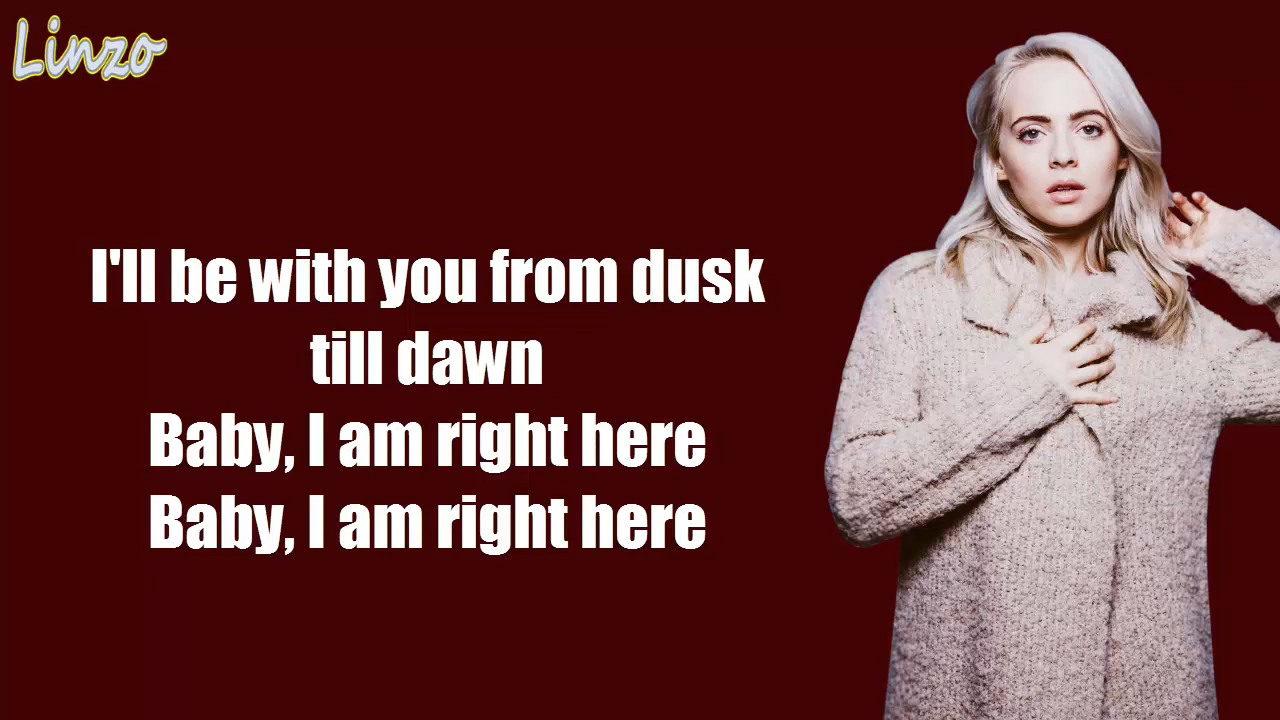 Linzo
I'll be with you from dusk
till dawn
Baby, I am right here
Baby, I am right here